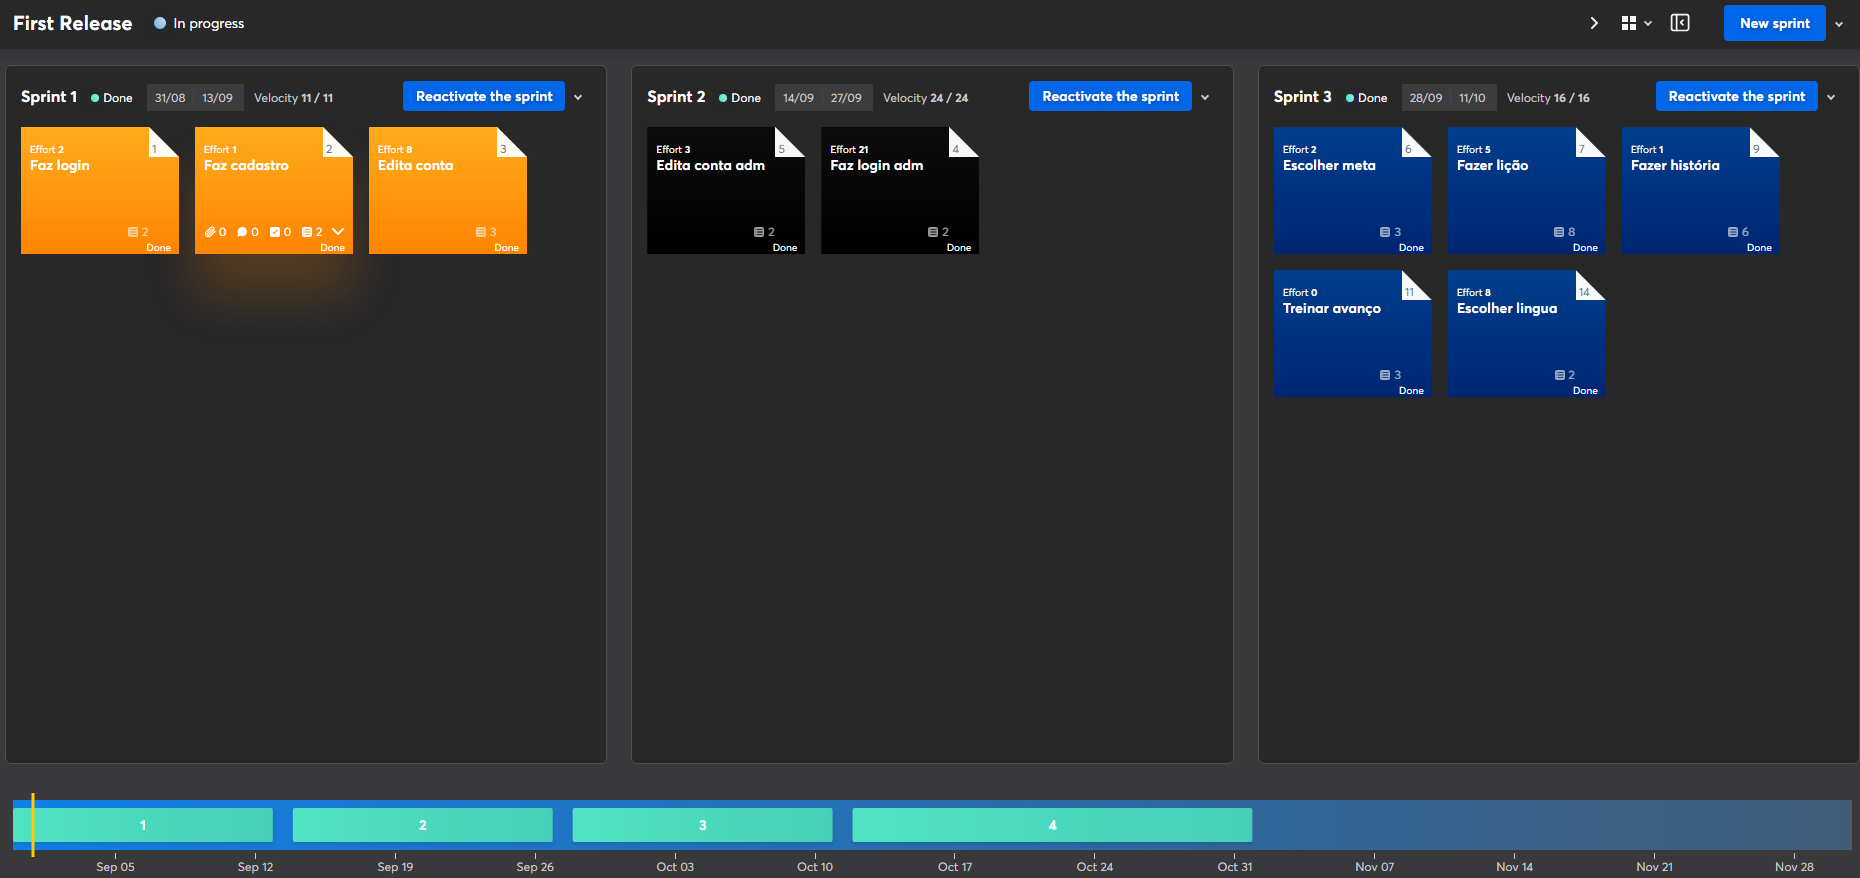 First Release In progress New sprint
Sprint 1 Done 31/08 13/09 Velocity 11 / 11 Reactivate the sprint
Effort 2 1
Faz login
2
Done
Effort 1 2
Faz cadastro
0 0 0 2
Done
Effort 8 3
Edita conta
3
Done
Sprint 2 Done 14/09 27/09 Velocity 24 / 24 Reactivate the sprint
Effort 3 5
Edita conta adm
2
Done
Effort 21 4
Faz login adm
2
Done
Sprint 3 Done 28/09 11/10 Velocity 16 / 16 Reactivate the sprint
Effort 2 6
Escolher meta
3
Done
Effort 5 7
Fazer lição
8
Done
Effort 1 9
Fazer história
6
Done
Effort 0 11
Treinar avanço
3
Done
Effort 8 14
Escolher lingua
2
Done
1 2 3 4
Sep 05 Sep 12 Sep 19 Sep 26 Oct 03 Oct 10 Oct 17 Oct 24 Oct 31 Nov 07 Nov 14 Nov 21 Nov 28